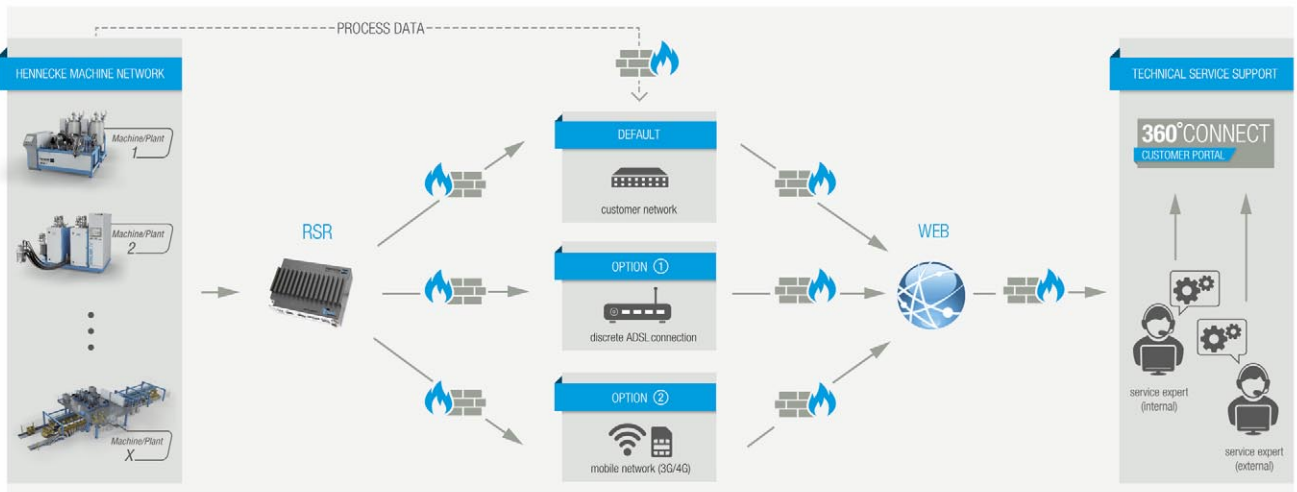 PROCESS DATA
HENNECKE MACHINE NETWORK
Machine/Plant
1
Machine/Plant
2
Machine/Plant
X
RSR
DEFAULT
customer network
OPTION ①
discrete ADSL connection
OPTION ②
mobile network (3G/4G)
WEB
TECHNICAL SERVICE SUPPORT
360°CONNECT
CUSTOMER PORTAL
service expert
(internal)
service expert
(external)